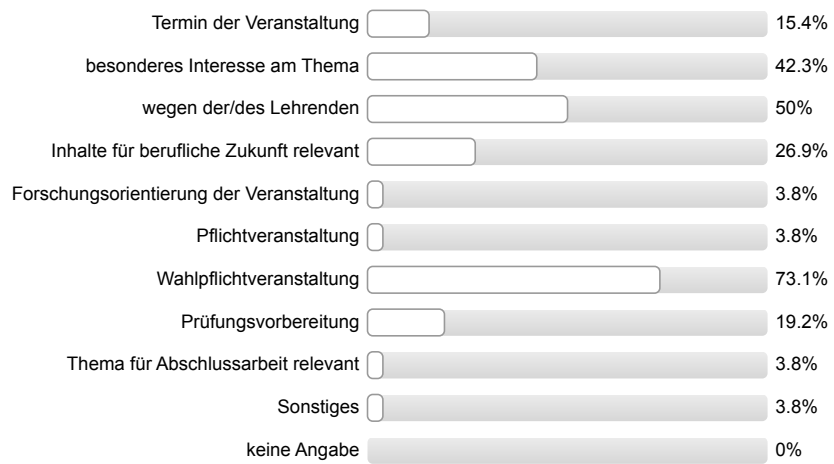 Termin der Veranstaltung 15.4%
besonderes Interesse am Thema 42.3%
wegen der/des Lehrenden 50%
Inhalte für berufliche Zukunft relevant 26.9%
Forschungsorientierung der Veranstaltung 3.8%
Pflichtveranstaltung 3.8%
Wahlpflichtveranstaltung 73.1%
Prüfungsvorbereitung 19.2%
Thema für Abschlussarbeit relevant 3.8%
Sonstiges 3.8%
keine Angabe 0%